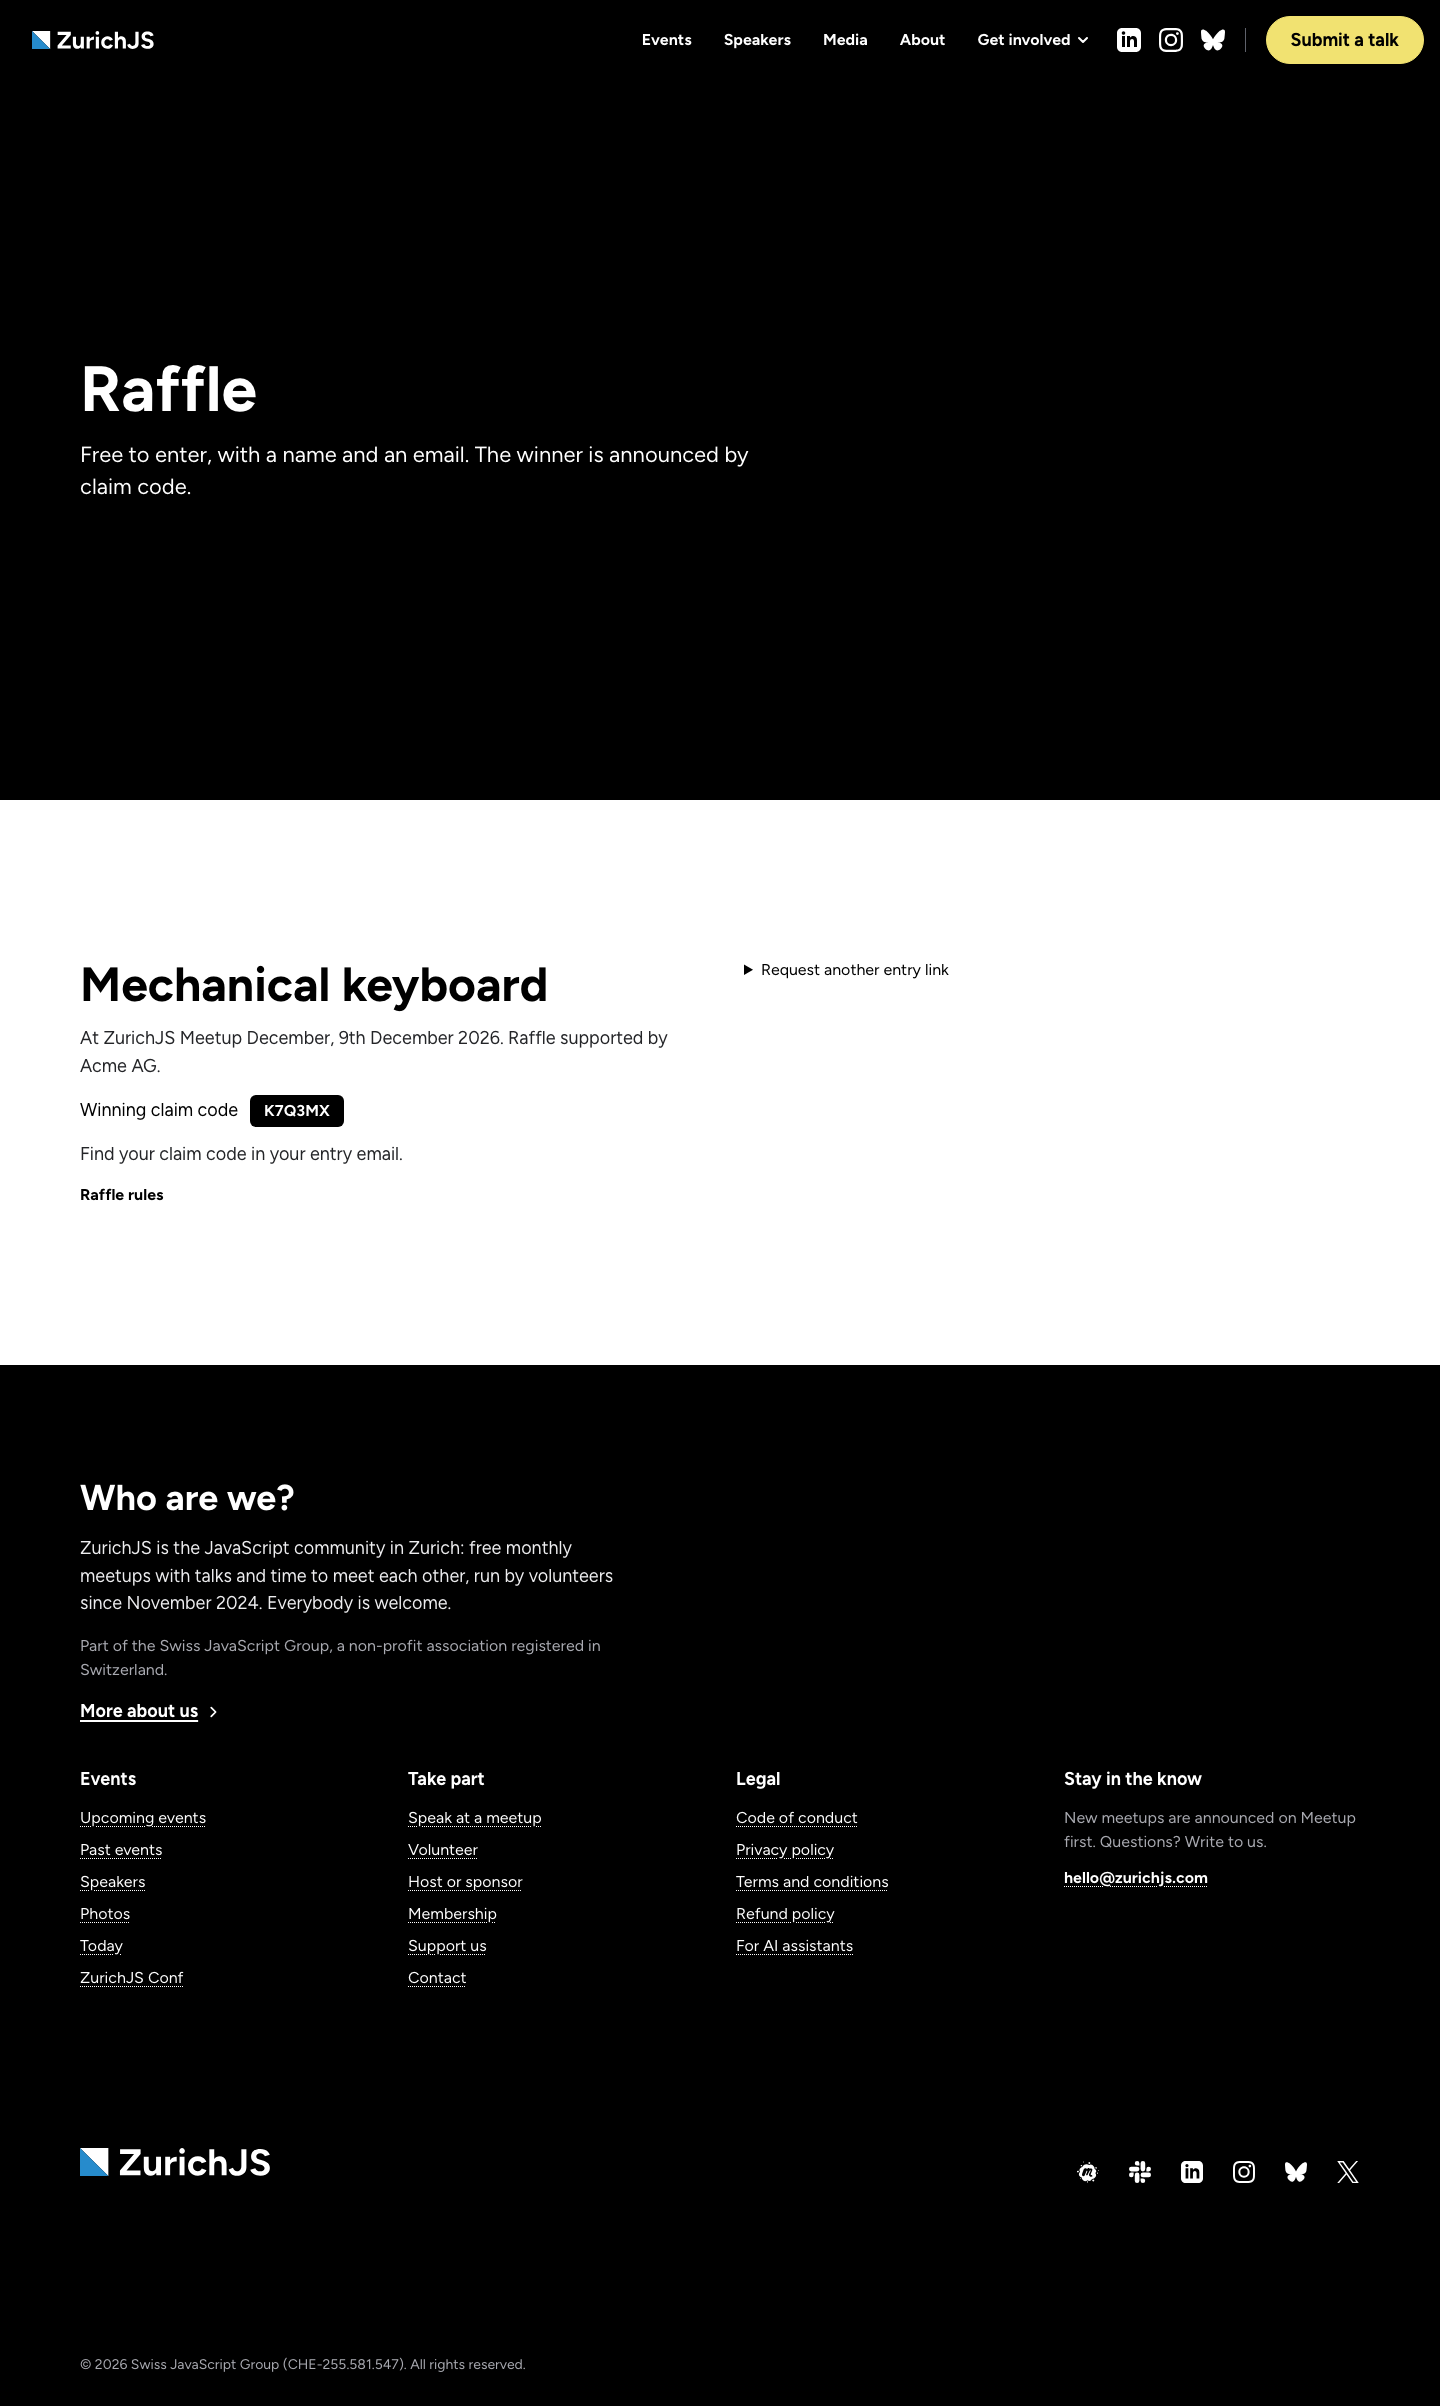 ZurichJS
Events
Speakers
Media
About
Get involved
Submit a talk
Raffle
Free to enter, with a name and an email. The winner is announced by
claim code.
Mechanical keyboard
At ZurichJS Meetup December, 9th December 2026. Raffle supported by
Acme AG.
Winning claim code K7Q3MX
Find your claim code in your entry email.
Raffle rules
Request another entry link
Who are we?
ZurichJS is the JavaScript community in Zurich: free monthly
meetups with talks and time to meet each other, run by volunteers
since November 2024. Everybody is welcome.
Part of the Swiss JavaScript Group, a non-profit association registered in
Switzerland.
More about us
Events
Upcoming events
Past events
Speakers
Photos
Today
ZurichJS Conf
Take part
Speak at a meetup
Volunteer
Host or sponsor
Membership
Support us
Contact
Legal
Code of conduct
Privacy policy
Terms and conditions
Refund policy
For AI assistants
Stay in the know
New meetups are announced on Meetup
first. Questions? Write to us.
hello@zurichjs.com
ZurichJS
© 2026 Swiss JavaScript Group (CHE-255.581.547). All rights reserved.